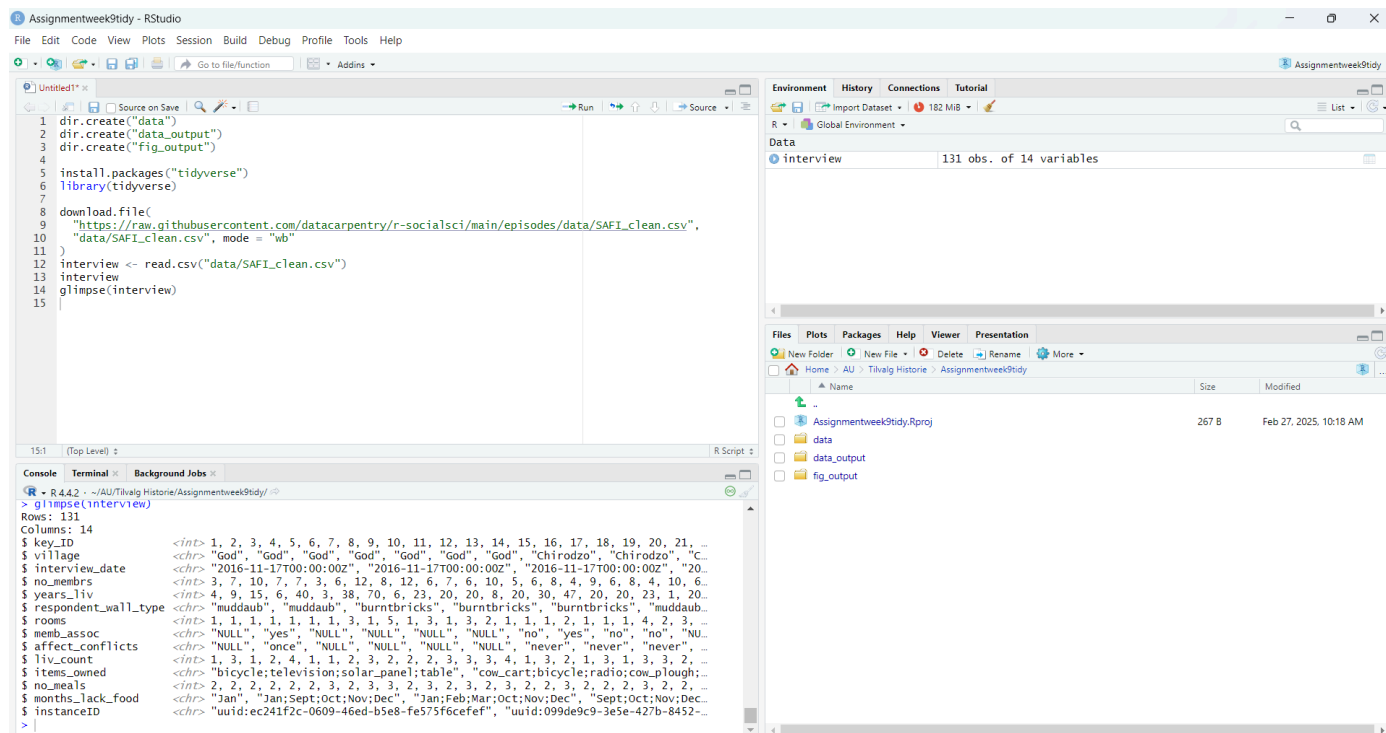 Assignmentweek9tidy - RStudio
File Edit Code View Plots Session Build Debug Profile Tools Help
Go to file/function Addins Assignmentweek9tidy
Untitled1*
Source on Save Run Source
1 dir.create("data")
2 dir.create("data_output")
3 dir.create("fig_output")
4
5 install.packages("tidyverse")
6 library(tidyverse)
7
8 download.file(
9 "https://raw.githubusercontent.com/datacarpentry/r-socialsci/main/episodes/data/SAFI_clean.csv",
10 "data/SAFI_clean.csv", mode = "wb"
11 )
12 interview <- read.csv("data/SAFI_clean.csv")
13 interview
14 glimpse(interview)
15
15:1 (Top Level) R Script
Console Terminal Background Jobs
R 4.4.2 · ~/AU/Tilvalg Historie/Assignmentweek9tidy/
> glimpse(interview)
Rows: 131
Columns: 14
$ key_ID <int> 1, 2, 3, 4, 5, 6, 7, 8, 9, 10, 11, 12, 13, 14, 15, 16, 17, 18, 19, 20, 21, …
$ village <chr> "God", "God", "God", "God", "God", "God", "God", "Chirodzo", "Chirodzo", "C…
$ interview_date <chr> "2016-11-17T00:00:00Z", "2016-11-17T00:00:00Z", "2016-11-17T00:00:00Z", "20…
$ no_membrs <int> 3, 7, 10, 7, 7, 3, 6, 12, 8, 12, 6, 7, 6, 10, 5, 6, 8, 4, 9, 6, 8, 4, 10, 6…
$ years_liv <int> 4, 9, 15, 6, 40, 3, 38, 70, 6, 23, 20, 20, 8, 20, 30, 47, 20, 20, 23, 1, 20…
$ respondent_wall_type <chr> "muddaub", "muddaub", "burntbricks", "burntbricks", "burntbricks", "muddaub…
$ rooms <int> 1, 1, 1, 1, 1, 1, 1, 3, 1, 5, 1, 3, 1, 3, 2, 1, 1, 1, 2, 1, 1, 1, 4, 2, 3, …
$ memb_assoc <chr> "NULL", "yes", "NULL", "NULL", "NULL", "NULL", "no", "yes", "no", "no", "NU…
$ affect_conflicts <chr> "NULL", "once", "NULL", "NULL", "NULL", "NULL", "never", "never", "never", …
$ liv_count <int> 1, 3, 1, 2, 4, 1, 1, 2, 3, 2, 2, 2, 3, 3, 3, 4, 1, 3, 2, 1, 3, 1, 3, 3, 2, …
$ items_owned <chr> "bicycle;television;solar_panel;table", "cow_cart;bicycle;radio;cow_plough;…
$ no_meals <int> 2, 2, 2, 2, 2, 2, 3, 2, 3, 3, 2, 3, 2, 3, 2, 3, 2, 2, 3, 2, 2, 2, 3, 2, 2, …
$ months_lack_food <chr> "Jan", "Jan;Sept;Oct;Nov;Dec", "Jan;Feb;Mar;Oct;Nov;Dec", "Sept;Oct;Nov;Dec…
$ instanceID <chr> "uuid:ec241f2c-0609-46ed-b5e8-fe575f6cefef", "uuid:099de9c9-3e5e-427b-8452-…
>
Environment History Connections Tutorial
Import Dataset 182 MiB List
R Global Environment
Data
interview 131 obs. of 14 variables
Files Plots Packages Help Viewer Presentation
New Folder New File Delete Rename More
Home > AU > Tilvalg Historie > Assignmentweek9tidy
Name Size Modified
..
Assignmentweek9tidy.Rproj 267 B Feb 27, 2025, 10:18 AM
data
data_output
fig_output